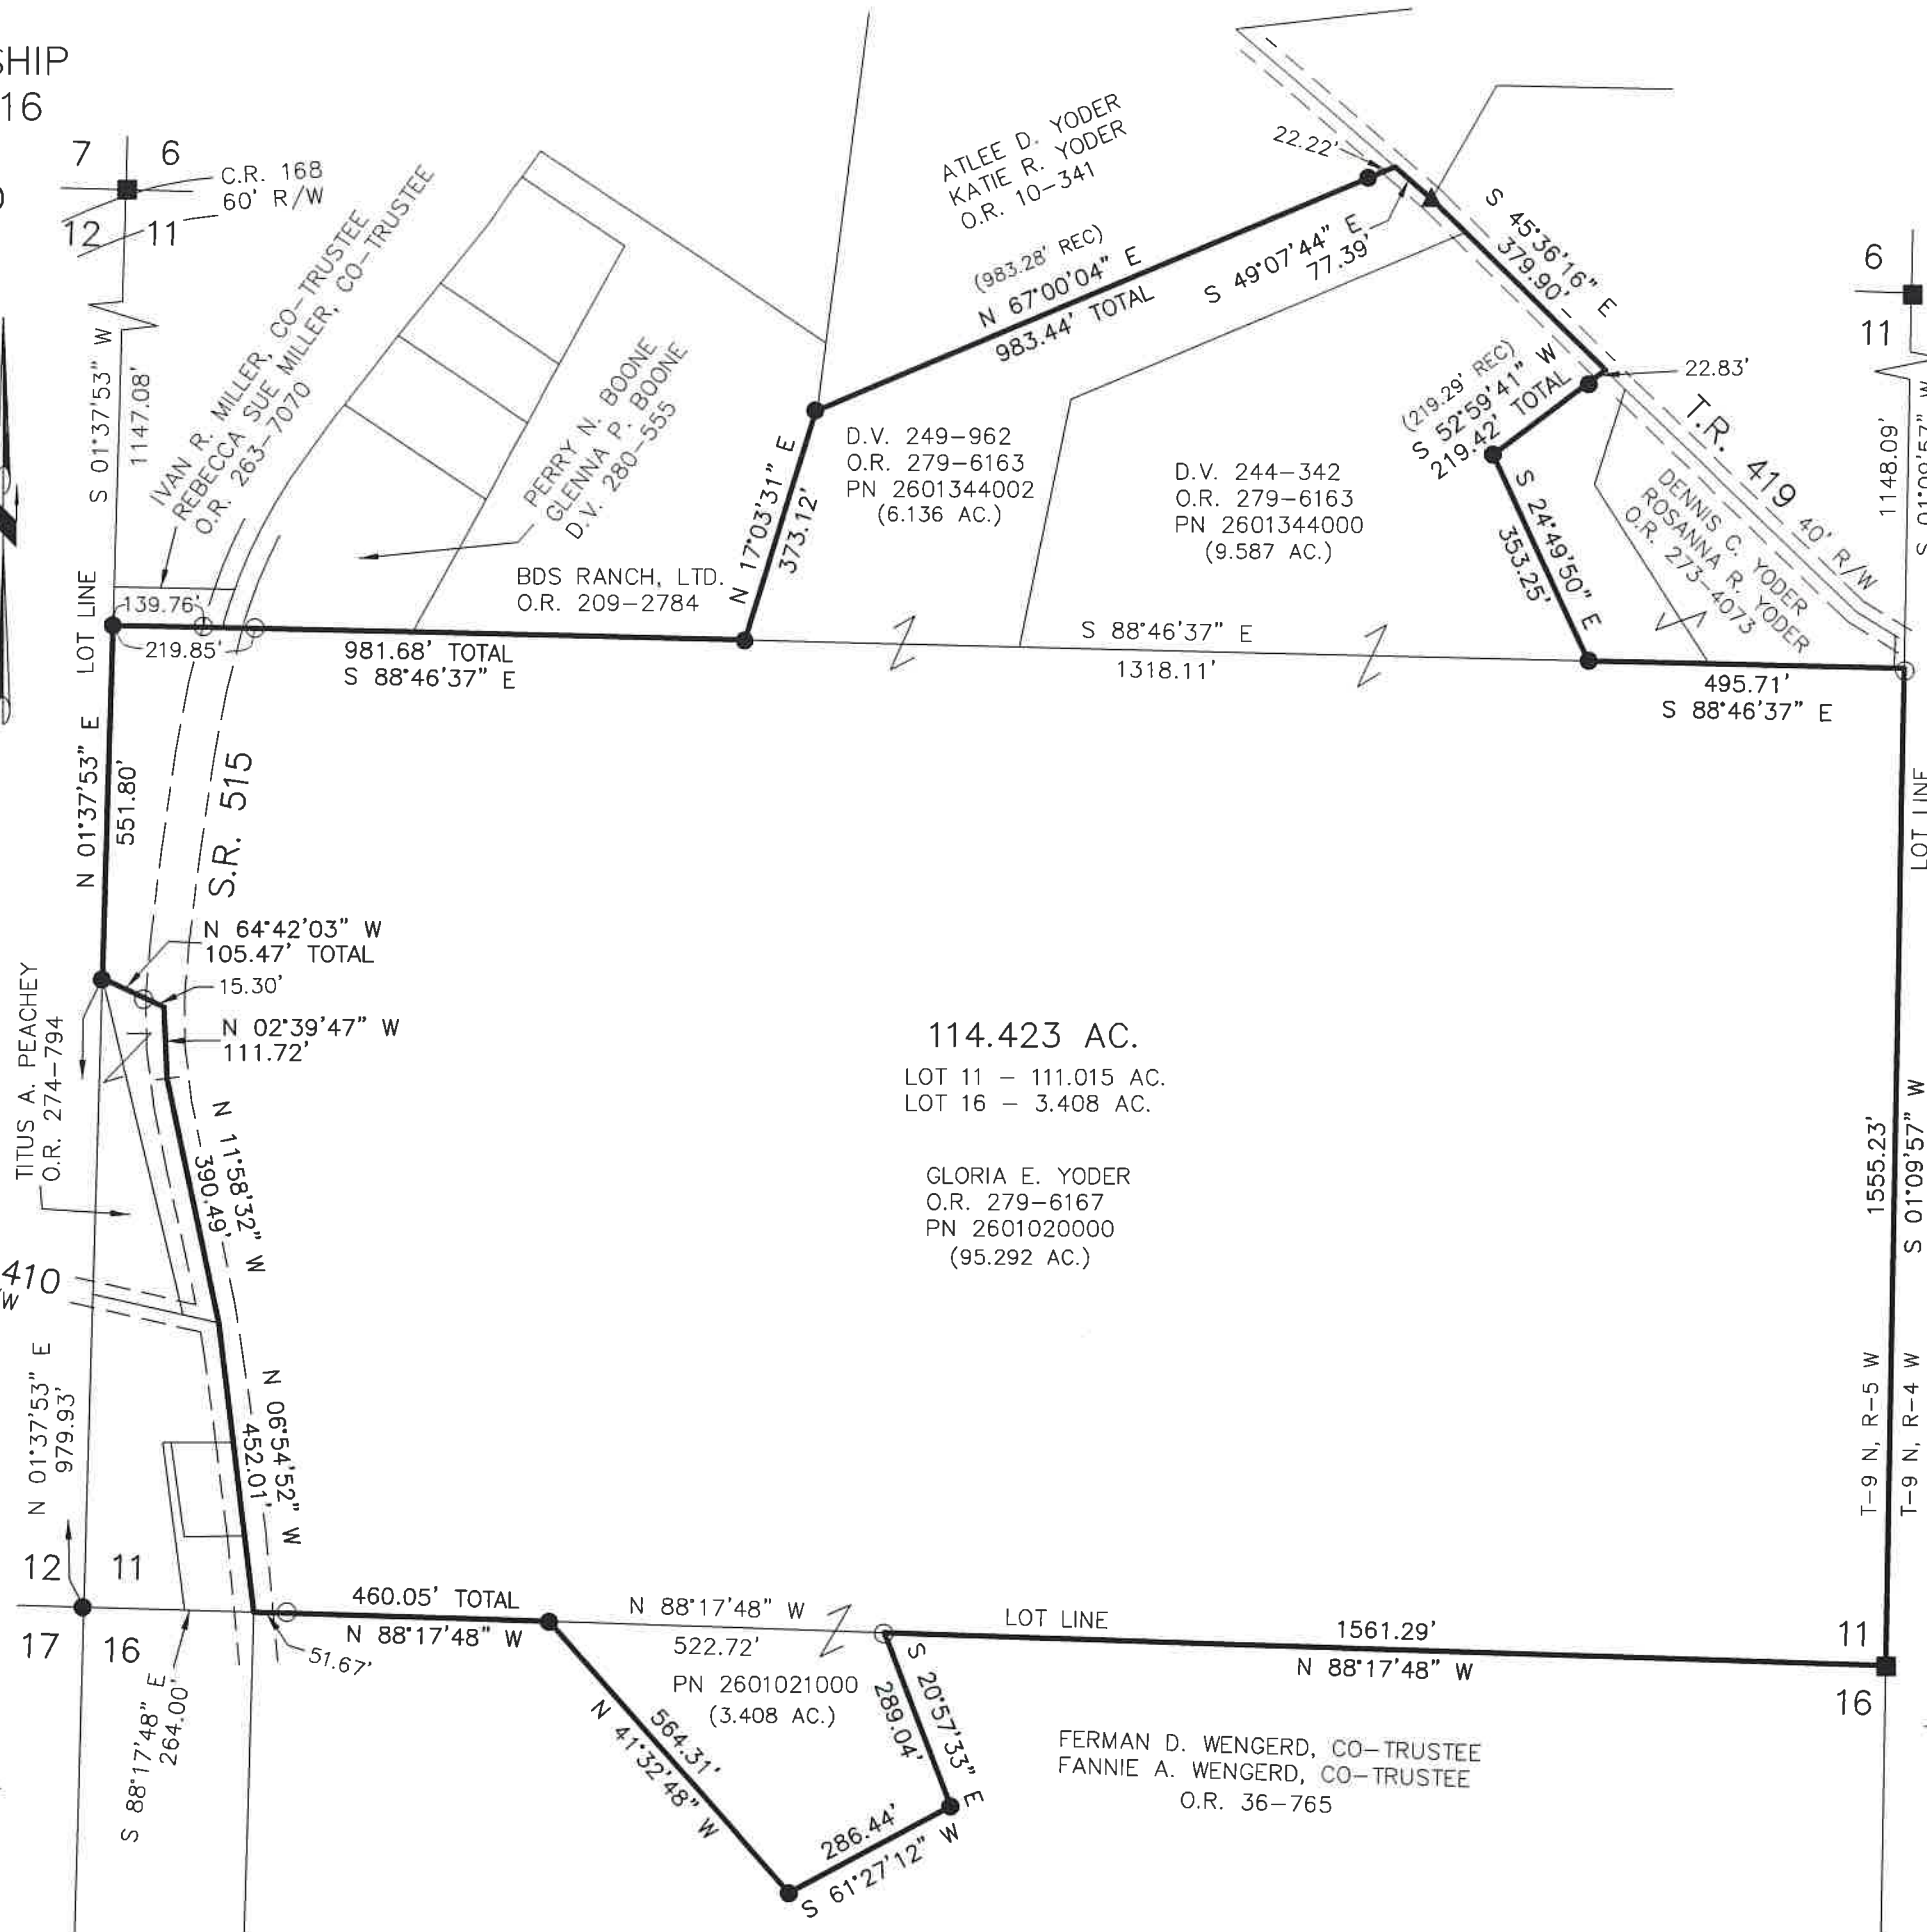 SHIP
16
7
6
C.R. 168
60' R/W
12
11
IVAN R. MILLER, CO-TRUSTEE
REBECCA SUE MILLER, CO-TRUSTEE
O.R. 263-7070
S 01°37'53" W
1147.08'
LOT LINE
PERRY N. BOONE
GLENNA P. BOONE
D.V. 280-555
ATLEE D. YODER
KATIE R. YODER
O.R. 10-341
(983.28' REC)
N 67°00'04" E
983.44' TOTAL
22.22'
S 49°07'44" E
77.39'
S 45°36'16" E
379.90'
22.83'
(219.29' REC)
S 52°59'41" W
219.42' TOTAL
T.R. 419
40' R/W
DENNIS C. YODER
ROSANNA R. YODER
O.R. 273-4073
S 24°49'50" E
353.25'
6
11
1148.09'
S 01°09'57" W
D.V. 249-962
O.R. 279-6163
PN 2601344002
(6.136 AC.)
D.V. 244-342
O.R. 279-6163
PN 2601344000
(9.587 AC.)
N 17°03'31" E
373.12'
BDS RANCH, LTD.
O.R. 209-2784
139.76'
219.85'
981.68' TOTAL
S 88°46'37" E
S 88°46'37" E
1318.11'
495.71'
S 88°46'37" E
LOT LINE
N 01°37'53" E
551.80'
S.R. 515
N 64°42'03" W
105.47' TOTAL
15.30'
N 02°39'47" W
111.72'
TITUS A. PEACHEY
O.R. 274-794
N 11°58'32" W
390.49'
114.423 AC.
LOT 11 - 111.015 AC.
LOT 16 - 3.408 AC.
GLORIA E. YODER
O.R. 279-6167
PN 2601020000
(95.292 AC.)
1555.23'
S 01°09'57" W
410
W
N 01°37'53" E
979.93'
N 06°54'52" W
452.01'
T-9 N, R-5 W
T-9 N, R-4 W
12
11
17
16
460.05' TOTAL
N 88°17'48" W
51.67'
S 88°17'48" E
264.00'
N 88°17'48" W
522.72'
LOT LINE
1561.29'
N 88°17'48" W
11
16
PN 2601021000
(3.408 AC.)
S 20°57'33" E
289.04'
564.31'
N 41°32'48" W
286.44'
S 61°27'12" W
FERMAN D. WENGERD, CO-TRUSTEE
FANNIE A. WENGERD, CO-TRUSTEE
O.R. 36-765